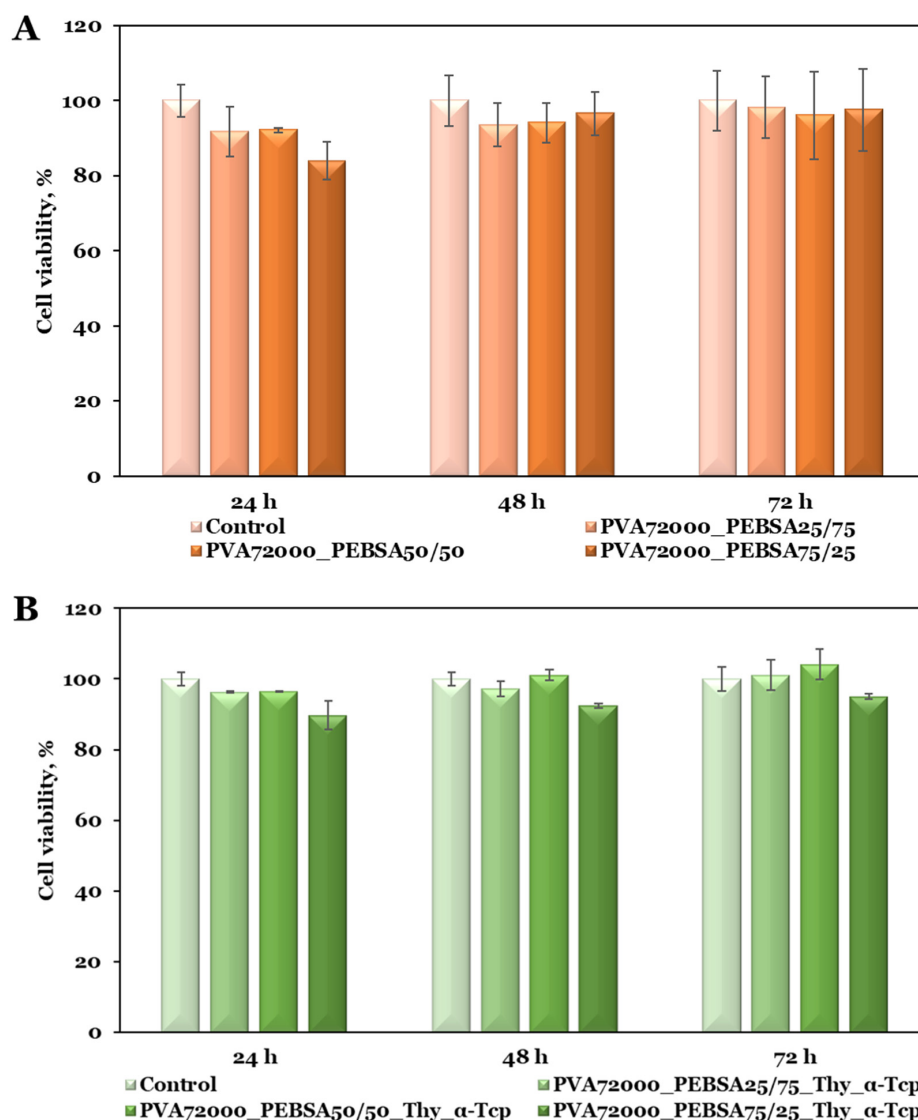 A
120
100
80
60
40
20
0
Cell viability, %
24 h 48 h 72 h
Control PVA72000_PEBSA25/75
PVA72000_PEBSA50/50 PVA72000_PEBSA75/25
B
120
100
80
60
40
20
0
Cell viability, %
24 h 48 h 72 h
Control PVA72000_PEBSA25/75_Thy_α-Tcp
PVA72000_PEBSA50/50_Thy_α-Tcp PVA72000_PEBSA75/25_Thy_α-Tcp